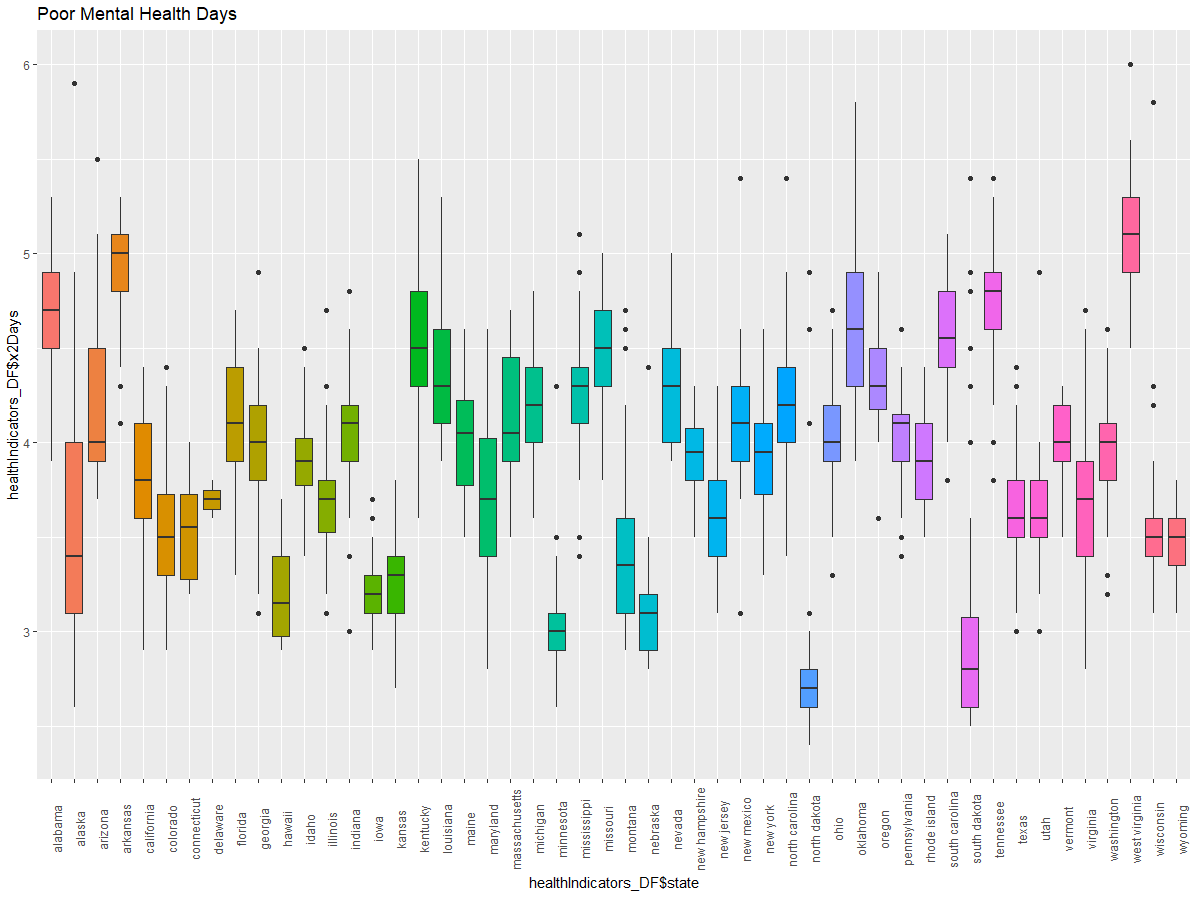 Poor Mental Health Days
healthIndicators_DF$x2Days
6
5
4
3
alabama
alaska
arizona
arkansas
california
colorado
connecticut
delaware
florida
georgia
hawaii
idaho
illinois
indiana
iowa
kansas
kentucky
louisiana
maine
maryland
massachusetts
michigan
minnesota
mississippi
missouri
montana
nebraska
nevada
new hampshire
new jersey
new mexico
new york
north carolina
north dakota
ohio
oklahoma
oregon
pennsylvania
rhode island
south carolina
south dakota
tennessee
texas
utah
vermont
virginia
washington
west virginia
wisconsin
wyoming
healthIndicators_DF$state